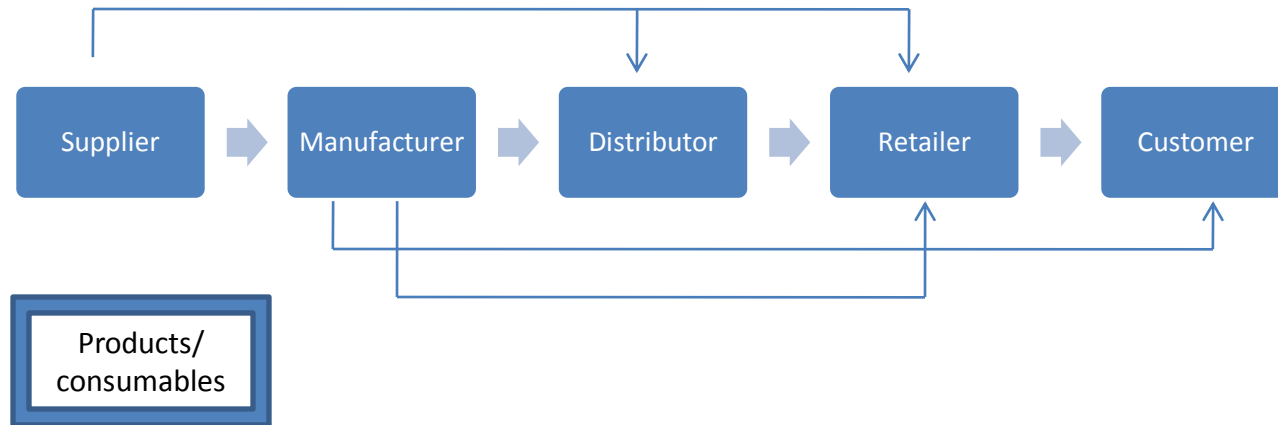 Supplier
Manufacturer
Distributor
Retailer
Customer
Products/
consumables